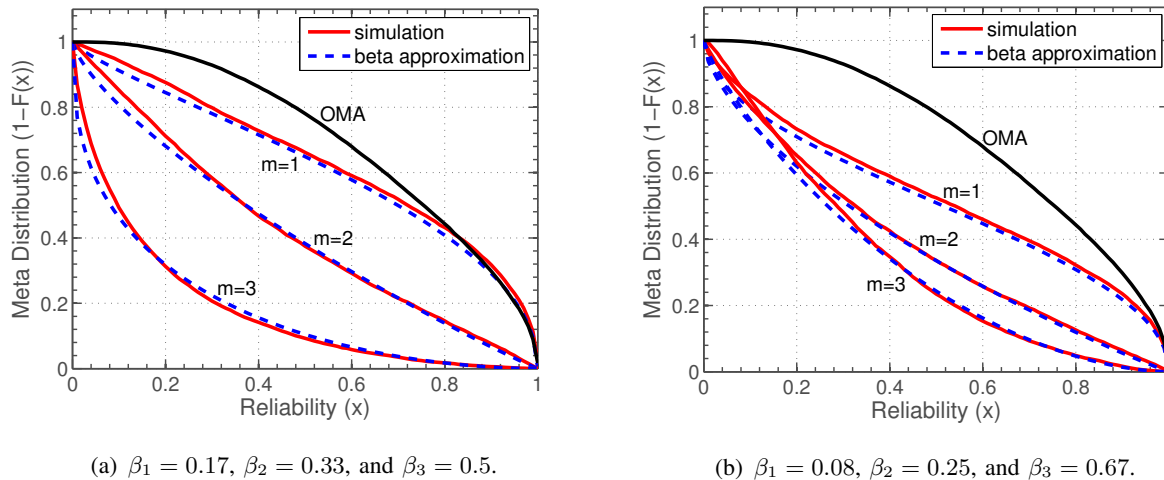 simulation
beta approximation
OMA
m=1
m=2
m=3
Meta Distribution (1−F(x))
1
0.8
0.6
0.4
0.2
0
0 0.2 0.4 0.6 0.8 1
Reliability (x)
(a) β₁ = 0.17, β₂ = 0.33, and β₃ = 0.5.
simulation
beta approximation
OMA
m=1
m=2
m=3
Meta Distribution (1−F(x))
1
0.8
0.6
0.4
0.2
0
0 0.2 0.4 0.6 0.8
Reliability (x)
(b) β₁ = 0.08, β₂ = 0.25, and β₃ = 0.67.